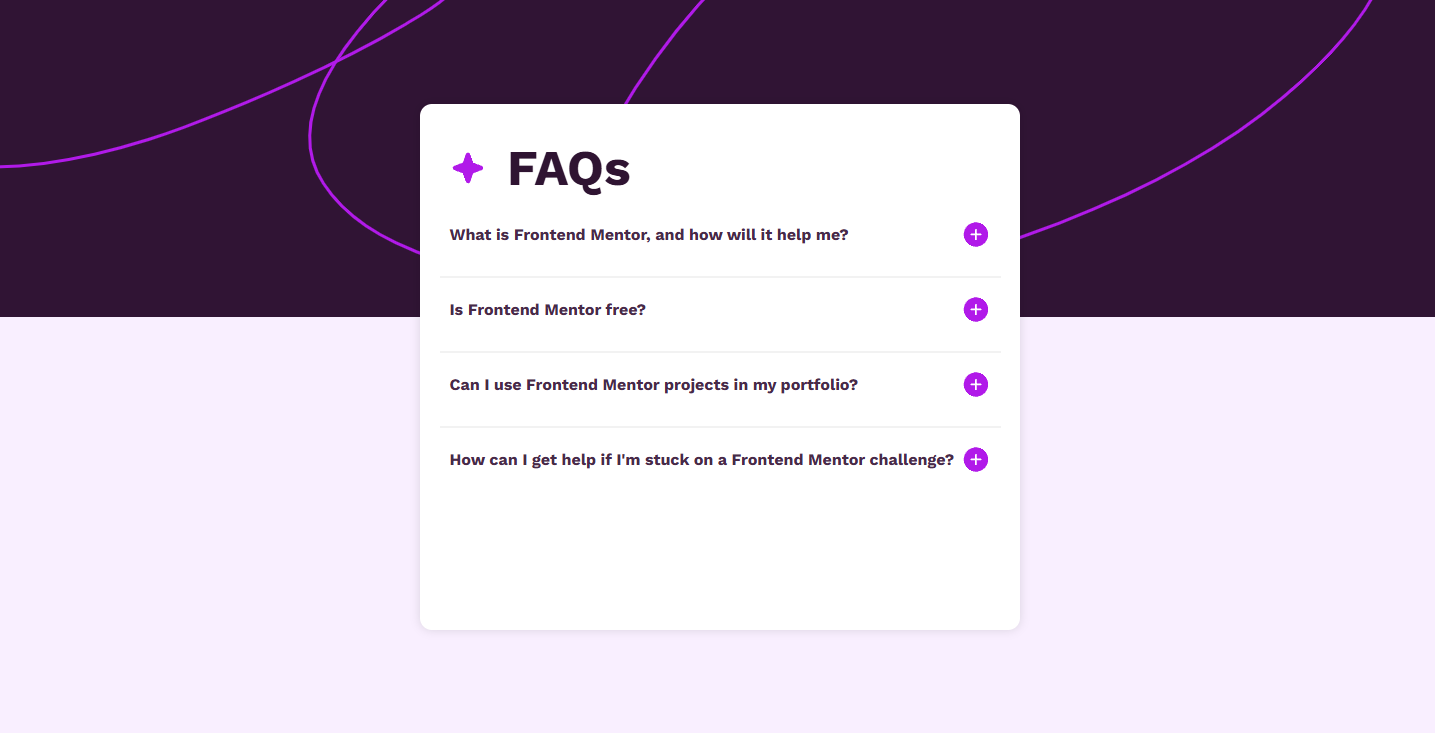 FAQs
What is Frontend Mentor, and how will it help me?
Is Frontend Mentor free?
Can I use Frontend Mentor projects in my portfolio?
How can I get help if I'm stuck on a Frontend Mentor challenge?